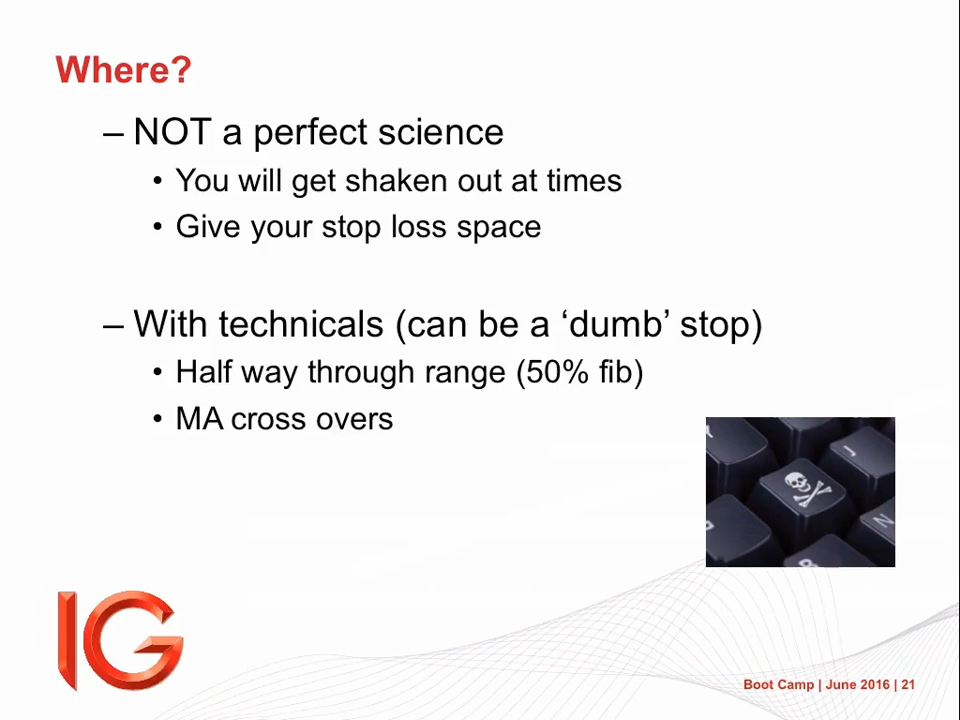 Where?
– NOT a perfect science
• You will get shaken out at times
• Give your stop loss space
– With technicals (can be a ‘dumb’ stop)
• Half way through range (50% fib)
• MA cross overs
N
IG
Boot Camp | June 2016 | 21